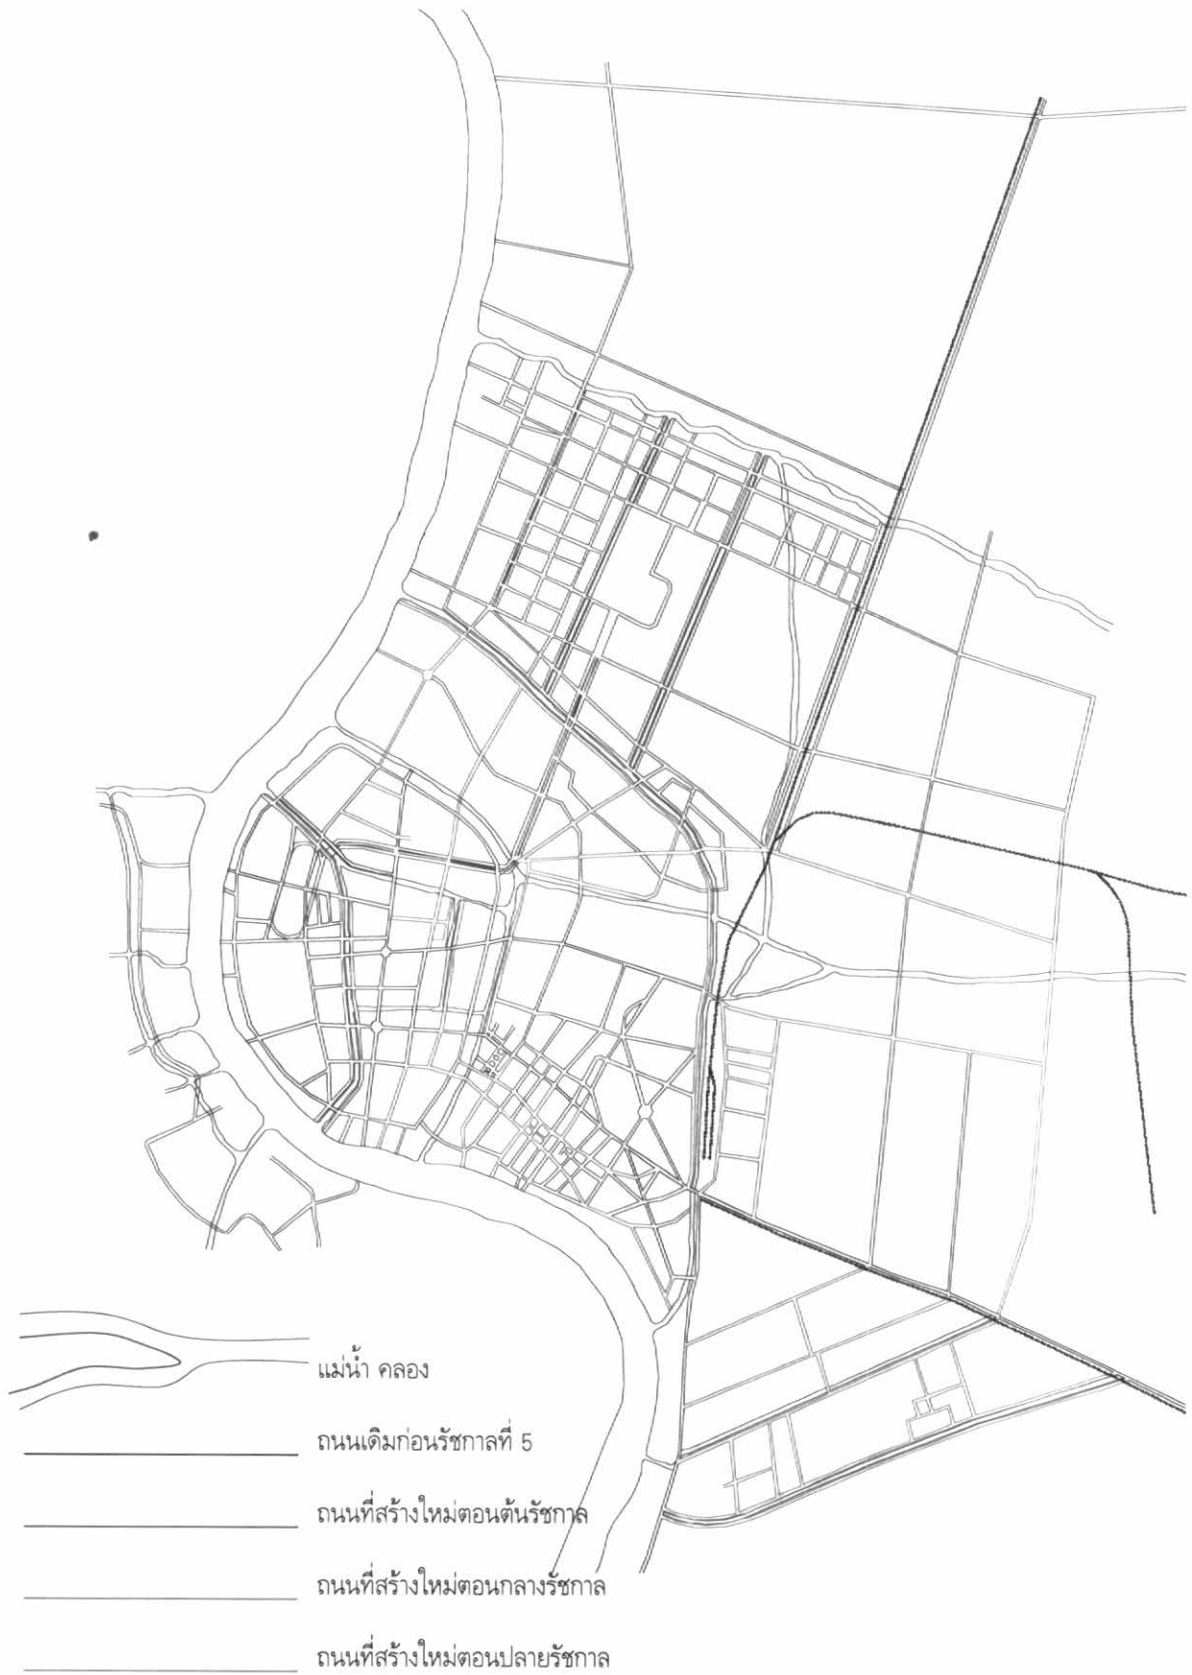 แม่น้ำ คลอง
ถนนเดิมก่อนรัชกาลที่ 5
ถนนที่สร้างใหม่ตอนต้นรัชกาล
ถนนที่สร้างใหม่ตอนกลางรัชกาล
ถนนที่สร้างใหม่ตอนปลายรัชกาล